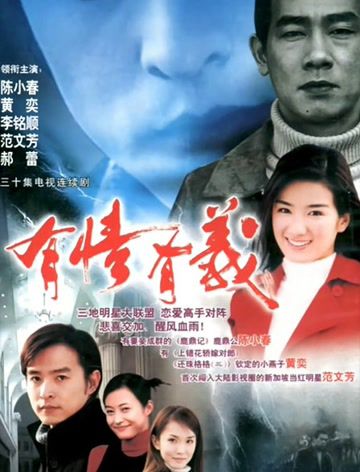 领衔主演：
陈小春
黄奕
李铭顺
范文芳
郝蕾
三十集电视连续剧
有情有義
三地明星大联盟 恋爱高手对阵
悲喜交加，醒风血雨！
有妻妾成群的《鹿鼎记》鹿鼎公陈小春
有《上错花轿嫁对郎》
《还珠格格（三）》钦定的小燕子黄奕
首次闯入大陆影视圈的新加坡当红明星范文芳